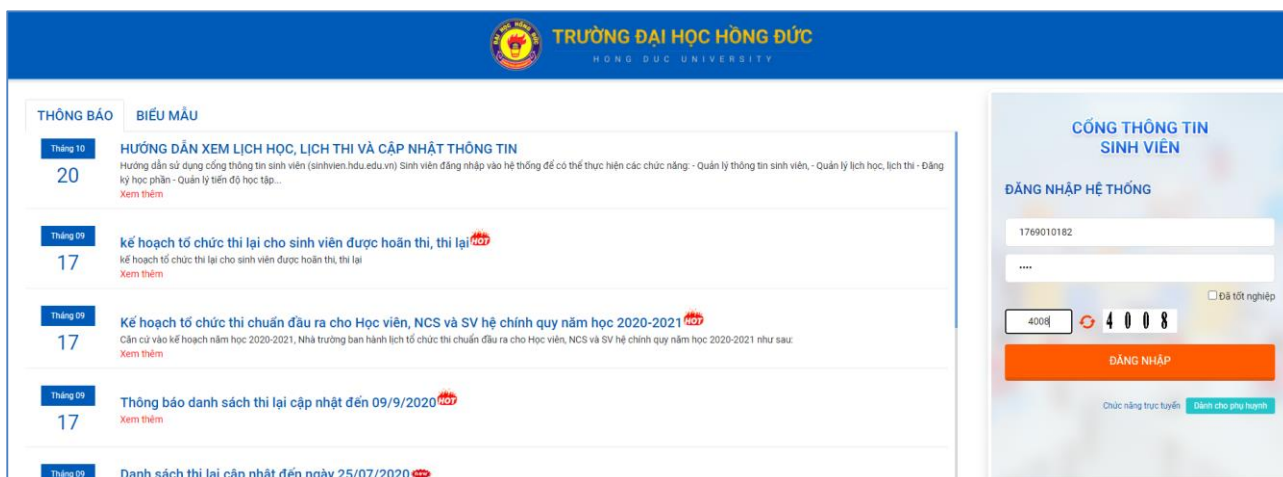 TRƯỜNG ĐẠI HỌC HỒNG ĐỨC
HONG DUC UNIVERSITY
THÔNG BÁO BIỂU MẪU
Tháng 10
20
HƯỚNG DẪN XEM LỊCH HỌC, LỊCH THI VÀ CẬP NHẬT THÔNG TIN
Hướng dẫn sử dụng cổng thông tin sinh viên (sinhvien.hdu.edu.vn) Sinh viên đăng nhập vào hệ thống để có thể thực hiện các chức năng: - Quản lý thông tin sinh viên, - Quản lý lịch học, lịch thi - Đăng
ký học phần - Quản lý tiến độ học tập...
Xem thêm
Tháng 09
17
kế hoạch tổ chức thi lại cho sinh viên được hoãn thi, thi lại HOT
kế hoạch tổ chức thi lại cho sinh viên được hoãn thi, thi lại
Xem thêm
Tháng 09
17
Kế hoạch tổ chức thi chuẩn đầu ra cho Học viên, NCS và SV hệ chính quy năm học 2020-2021 HOT
Căn cứ vào kế hoạch năm học 2020-2021, Nhà trường ban hành lịch tổ chức thi chuẩn đầu ra cho Học viên, NCS và SV hệ chính quy năm học 2020-2021 như sau:
Xem thêm
Tháng 09
17
Thông báo danh sách thi lại cập nhật đến 09/9/2020 HOT
Xem thêm
Tháng 09
Danh sách thi lại cập nhật đến ngày 25/07/2020 new
CỔNG THÔNG TIN
SINH VIÊN
ĐĂNG NHẬP HỆ THỐNG
1769010182
....
Đã tốt nghiệp
4008 4 0 0 8
ĐĂNG NHẬP
Chức năng trực tuyến Dành cho phụ huynh